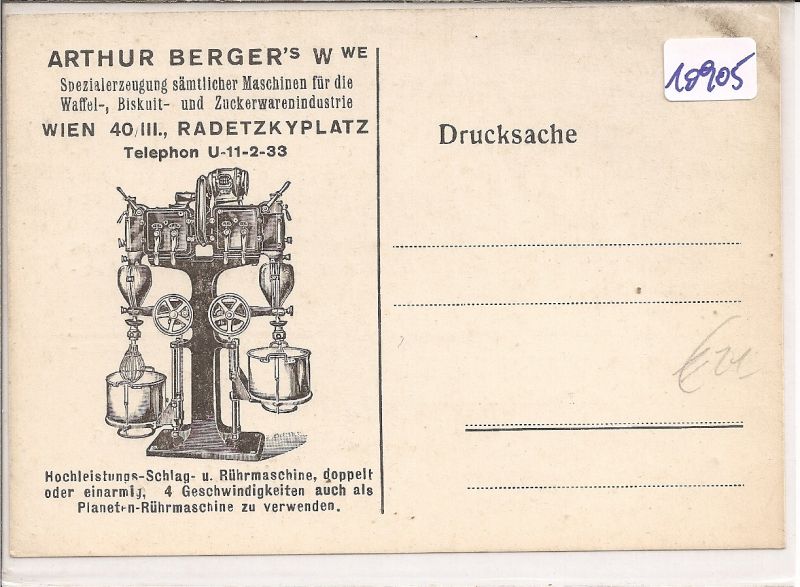 ARTHUR BERGER'S WWE
Spezialerzeugung sämtlicher Maschinen für die
Waffel-, Biskuit- und Zuckerwarenindustrie
WIEN 40/III., RADETZKYPLATZ
Telephon U-11-2-33
Hochleistungs-Schlag- u. Rührmaschine, doppelt
oder einarmig, 4 Geschwindigkeiten auch als
Planeten-Rührmaschine zu verwenden.
18905
Drucksache